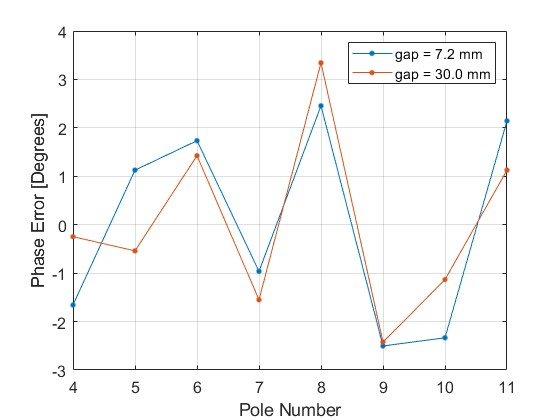 4
3
2
1
0
-1
-2
-3
Phase Error [Degrees]
gap = 7.2 mm
gap = 30.0 mm
4 5 6 7 8 9 10 11
Pole Number